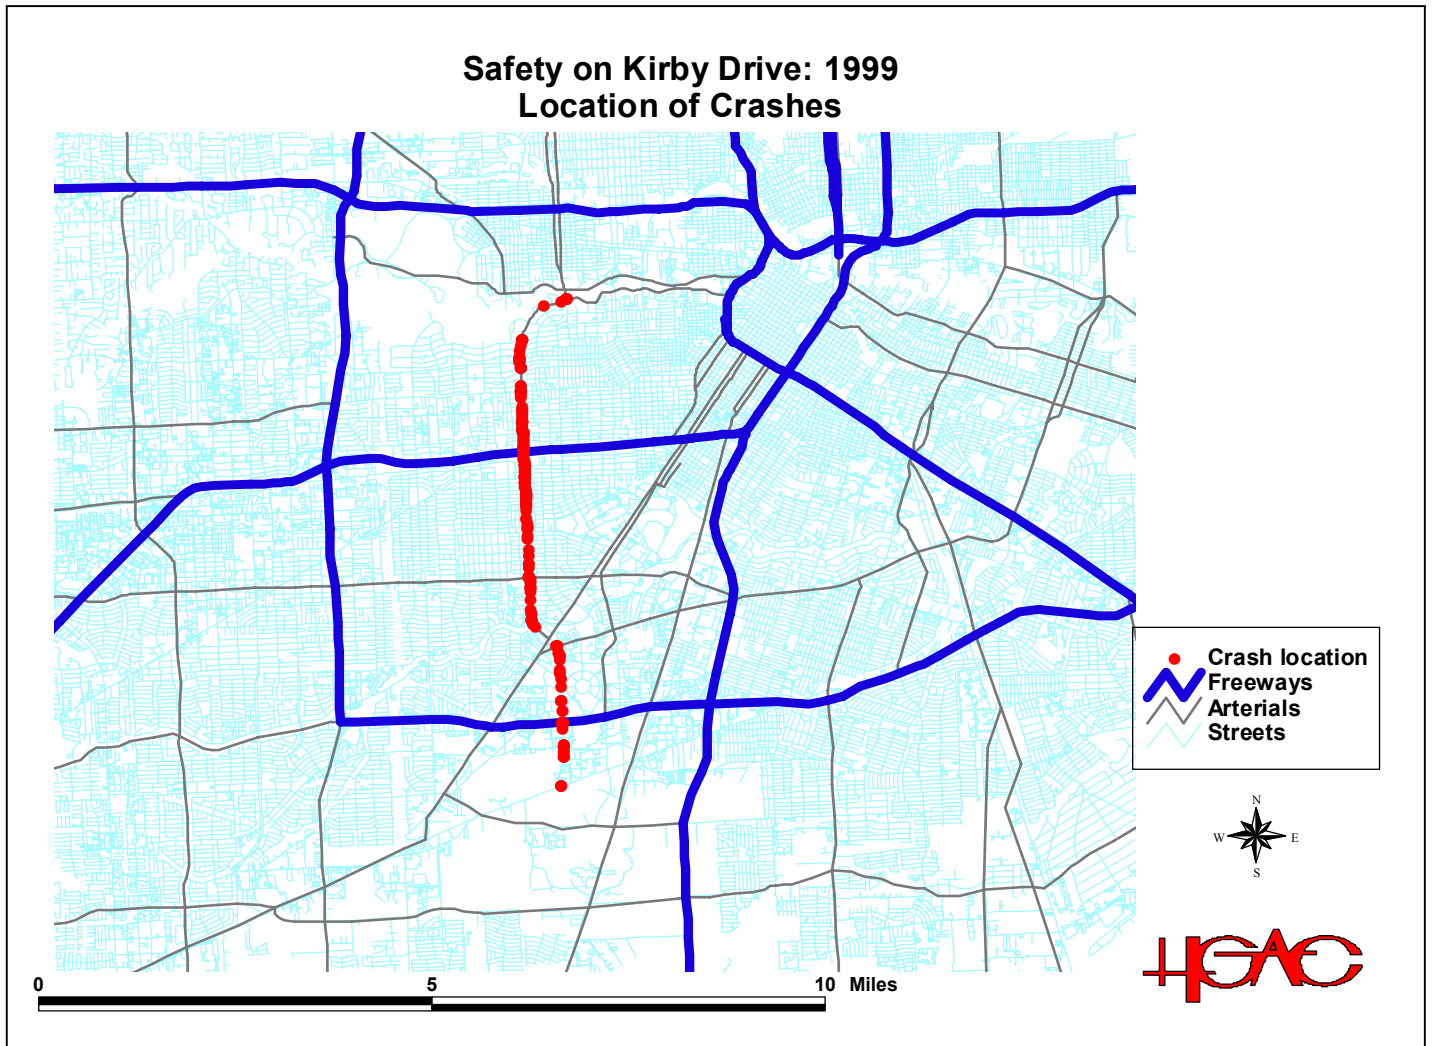 Safety on Kirby Drive: 1999
Location of Crashes
Crash location
Freeways
Arterials
Streets
N
W E
S
HGAC
0 5 10 Miles